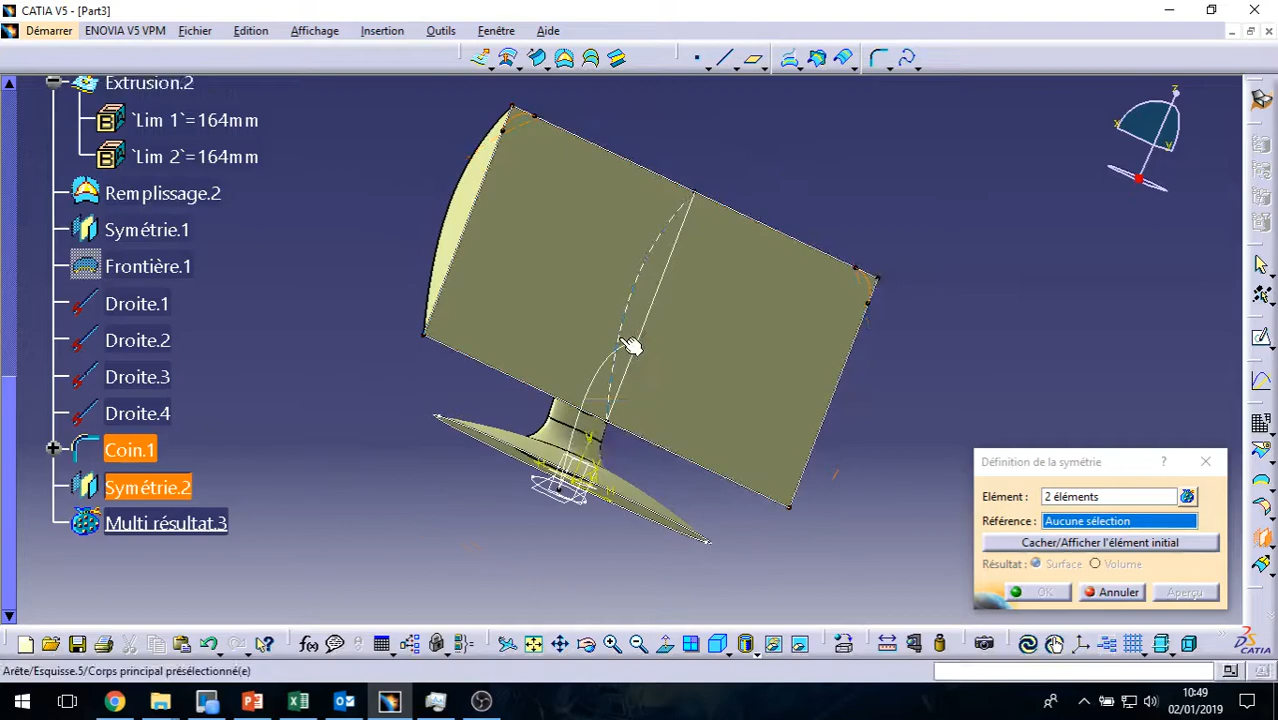 CATIA V5 - [Part3]
Démarrer ENOVIA V5 VPM Fichier Edition Affichage Insertion Outils Fenêtre Aide
Extrusion.2
`Lim 1`=164mm
`Lim 2`=164mm
Remplissage.2
Symétrie.1
Frontière.1
Droite.1
Droite.2
Droite.3
Droite.4
Coin.1
Symétrie.2
Multi résultat.3
z
x
y
Définition de la symétrie
Elément : 2 éléments
Référence : Aucune sélection
Cacher/Afficher l'élément initial
Résultat : Surface Volume
OK Annuler Aperçu
CATIA
Arête/Esquisse.5/Corps principal présélectionné(e)
10:49
02/01/2019